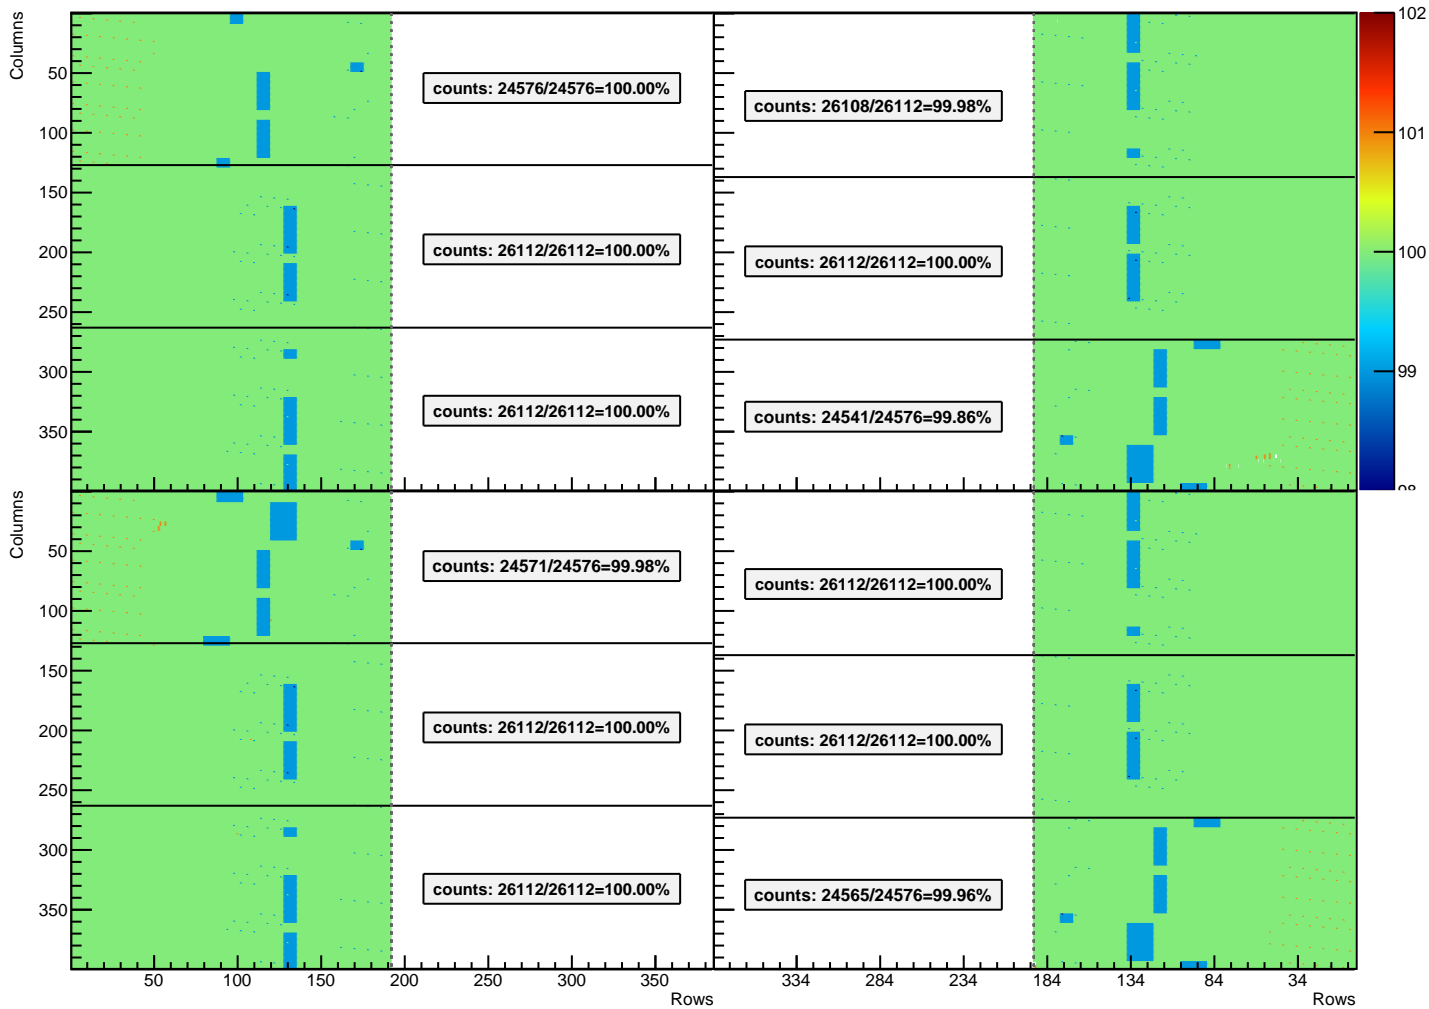 Columns
50
100
150
200
250
300
350
counts: 24576/24576=100.00%
counts: 26112/26112=100.00%
counts: 26112/26112=100.00%
counts: 26108/26112=99.98%
counts: 26112/26112=100.00%
counts: 24541/24576=99.86%
102
101
100
99
98
Columns
50
100
150
200
250
300
350
counts: 24571/24576=99.98%
counts: 26112/26112=100.00%
counts: 26112/26112=100.00%
50 100 150 200 250 300 350
Rows
counts: 26112/26112=100.00%
counts: 26112/26112=100.00%
counts: 24565/24576=99.96%
334 284 234 184 134 84 34
Rows